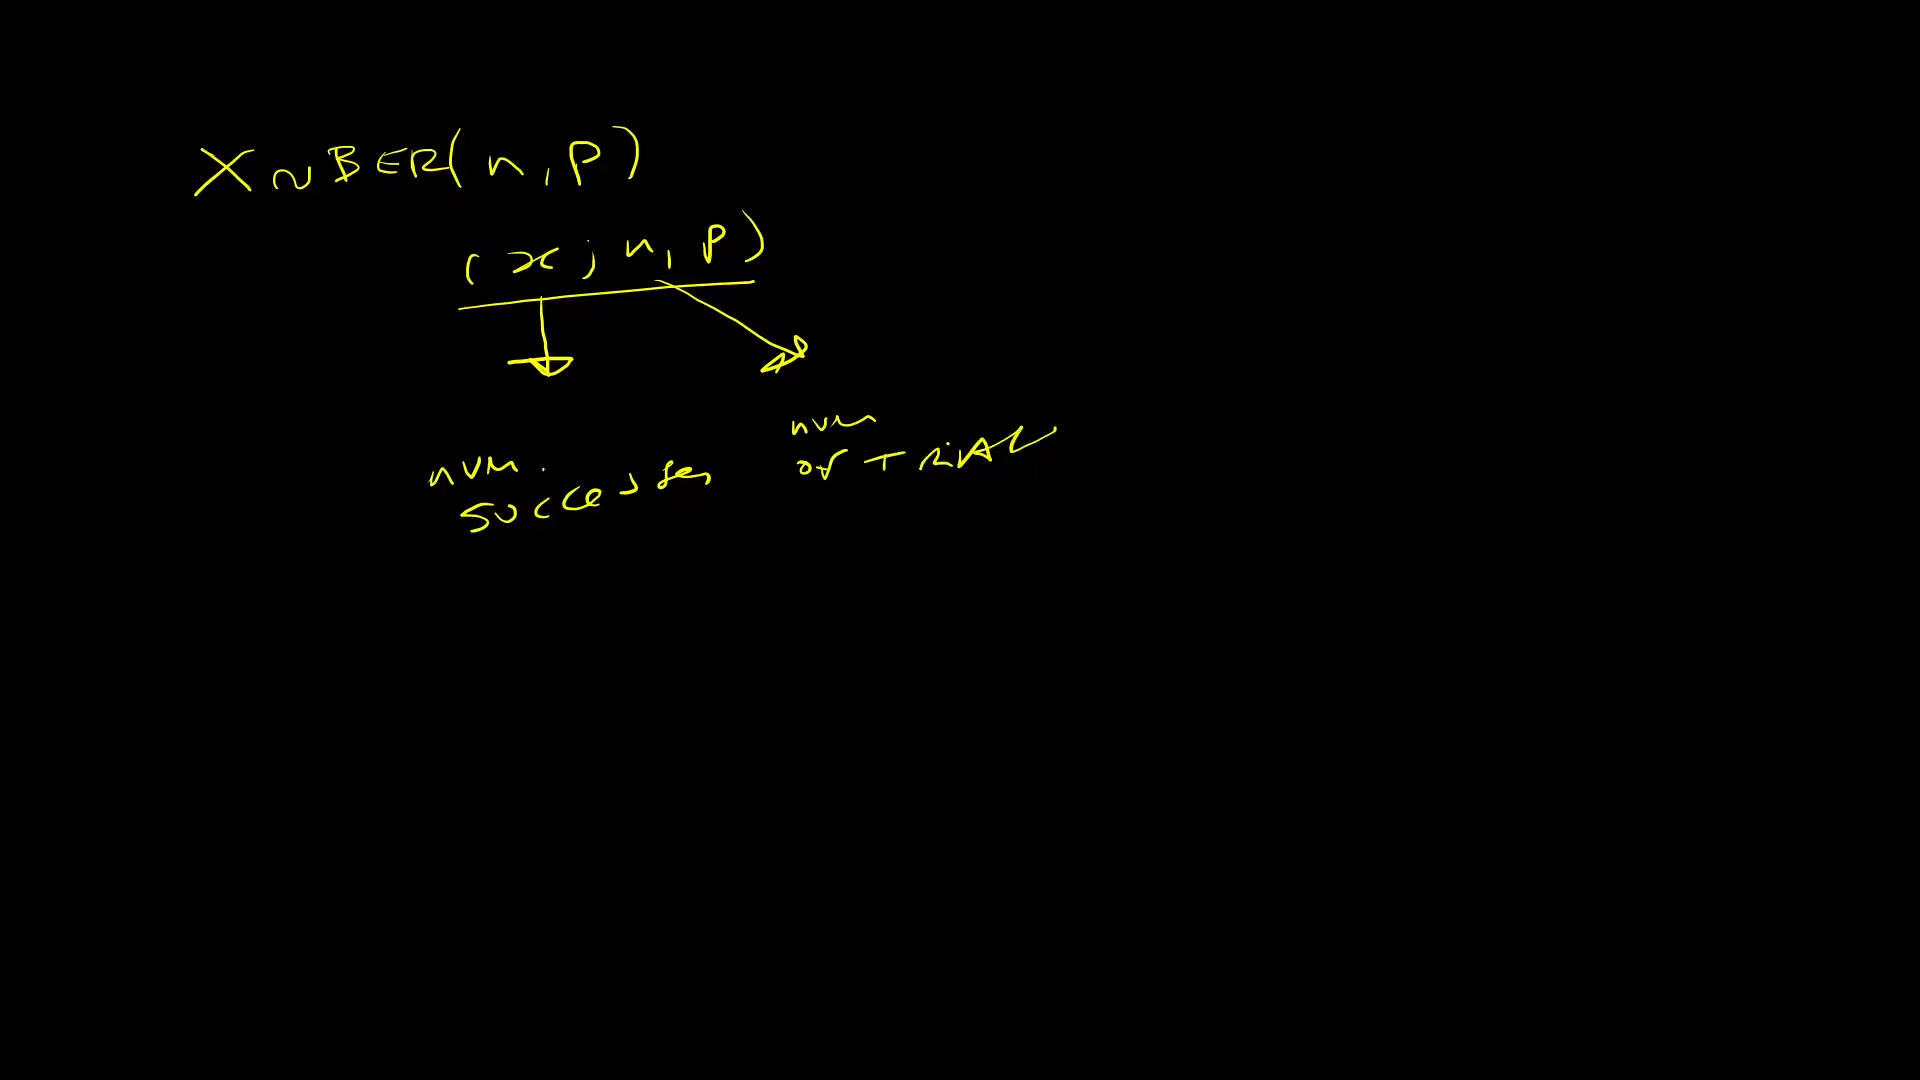 X ~ BER(n, P)
(x; n, p)
num
of TRIAL
num.
successes